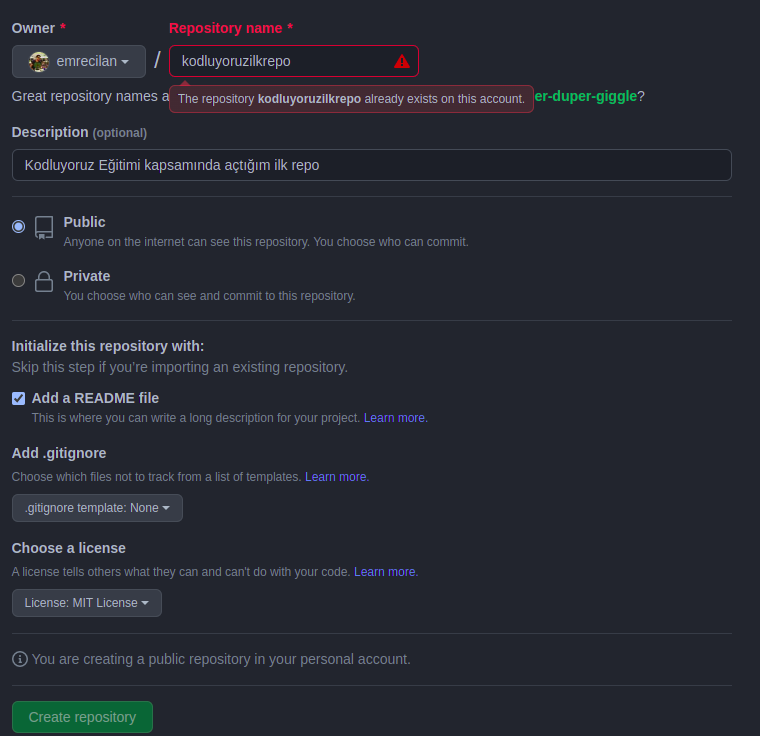 Owner * Repository name *
emrecilan / kodluyoruzilkrepo
Great repository names a er-duper-giggle?
The repository kodluyoruzilkrepo already exists on this account.
Description (optional)
Kodluyoruz Eğitimi kapsamında açtığım ilk repo
Public
Anyone on the internet can see this repository. You choose who can commit.
Private
You choose who can see and commit to this repository.
Initialize this repository with:
Skip this step if you're importing an existing repository.
Add a README file
This is where you can write a long description for your project. Learn more.
Add .gitignore
Choose which files not to track from a list of templates. Learn more.
.gitignore template: None
Choose a license
A license tells others what they can and can't do with your code. Learn more.
License: MIT License
You are creating a public repository in your personal account.
Create repository